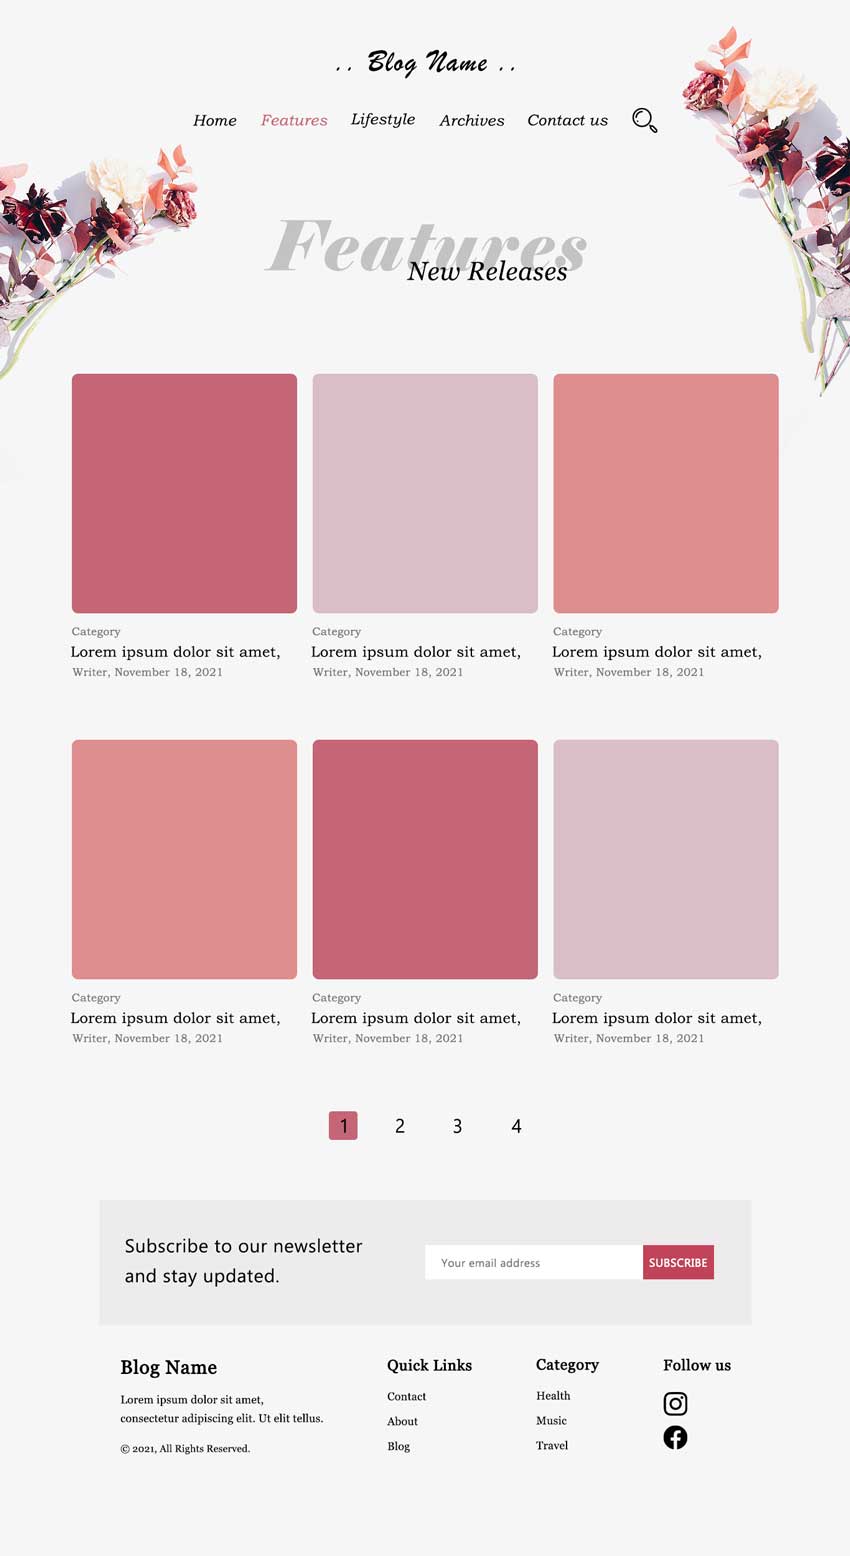 .. Blog Name ..
Home Features Lifestyle Archives Contact us
Features
New Releases
Category Category Category
Lorem ipsum dolor sit amet, Lorem ipsum dolor sit amet, Lorem ipsum dolor sit amet,
Writer, November 18, 2021 Writer, November 18, 2021 Writer, November 18, 2021
Category Category Category
Lorem ipsum dolor sit amet, Lorem ipsum dolor sit amet, Lorem ipsum dolor sit amet,
Writer, November 18, 2021 Writer, November 18, 2021 Writer, November 18, 2021
1 2 3 4
Subscribe to our newsletter
and stay updated.
Your email address SUBSCRIBE
Blog Name
Lorem ipsum dolor sit amet,
consectetur adipiscing elit. Ut elit tellus.
© 2021, All Rights Reserved.
Quick Links
Contact
About
Blog
Category
Health
Music
Travel
Follow us